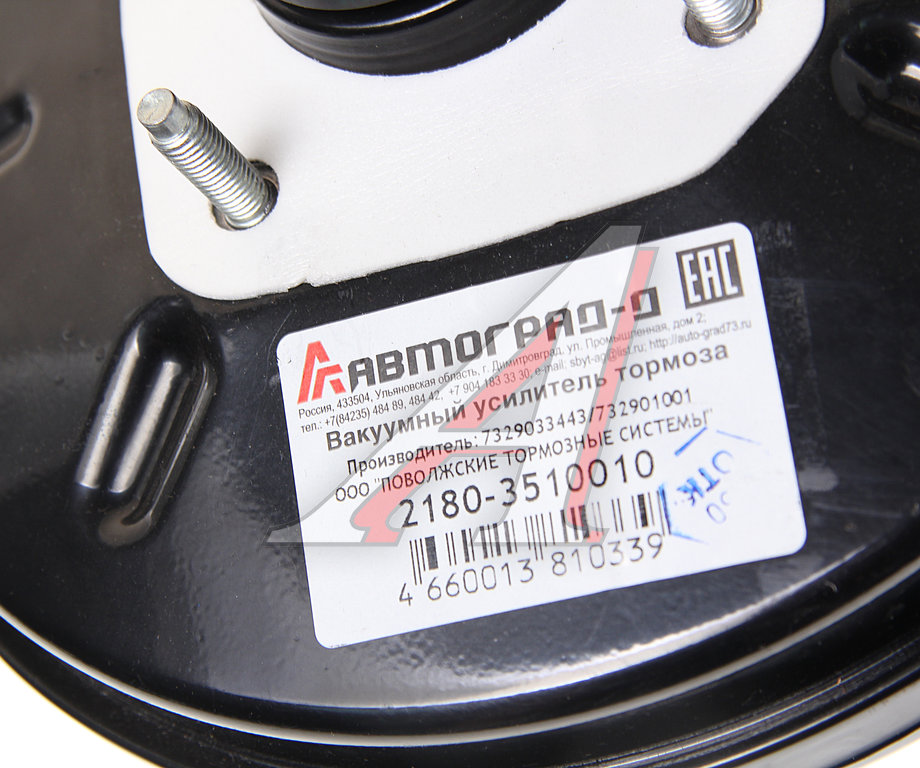 АВТОГРАД-Д
EAC
Россия, 433504, Ульяновская область, г. Димитровград, ул. Промышленная, дом 2;
тел.: +7(84235) 484 89, 484 42, +7 904 183 33 30; e-mail; sbyt-ag@list.ru; http://auto-grad73.ru
Вакуумный усилитель тормоза
Производитель: 7329033443/732901001
ООО "ПОВОЛЖСКИЕ ТОРМОЗНЫЕ СИСТЕМЫ"
2180-3510010
ОТК
4 660013 810339